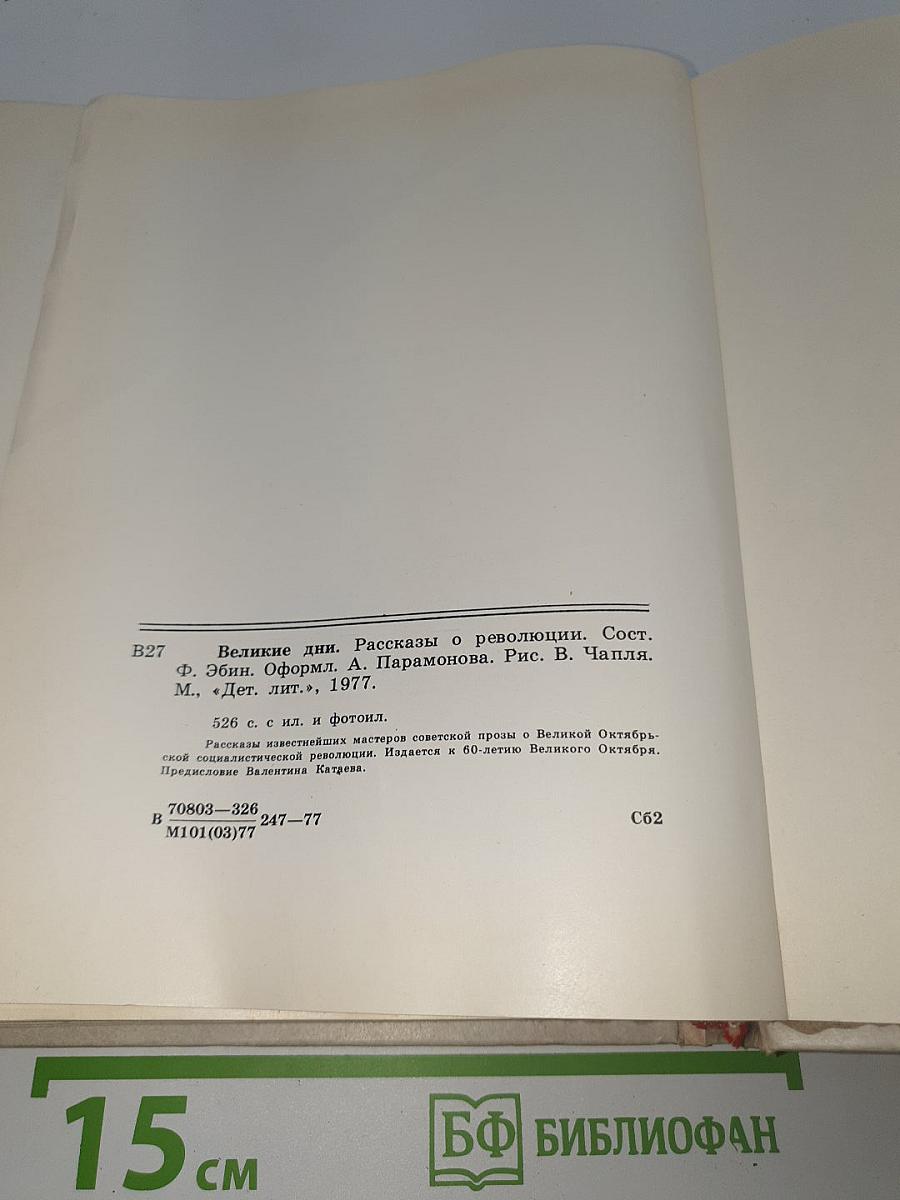 В27 Великие дни. Рассказы о революции. Сост.
Ф. Эбин. Оформл. А. Парамонова. Рис. В. Чапля.
М., «Дет. лит.», 1977.
526 с. с ил. и фотоил.
Рассказы известнейших мастеров советской прозы о Великой Октябрь-
ской социалистической революции. Издается к 60-летию Великого Октября.
Предисловие Валентина Катаева.
70803—326
В 247—77 Сб2
М101(03)77
15 см БФ БИБЛИОФАН